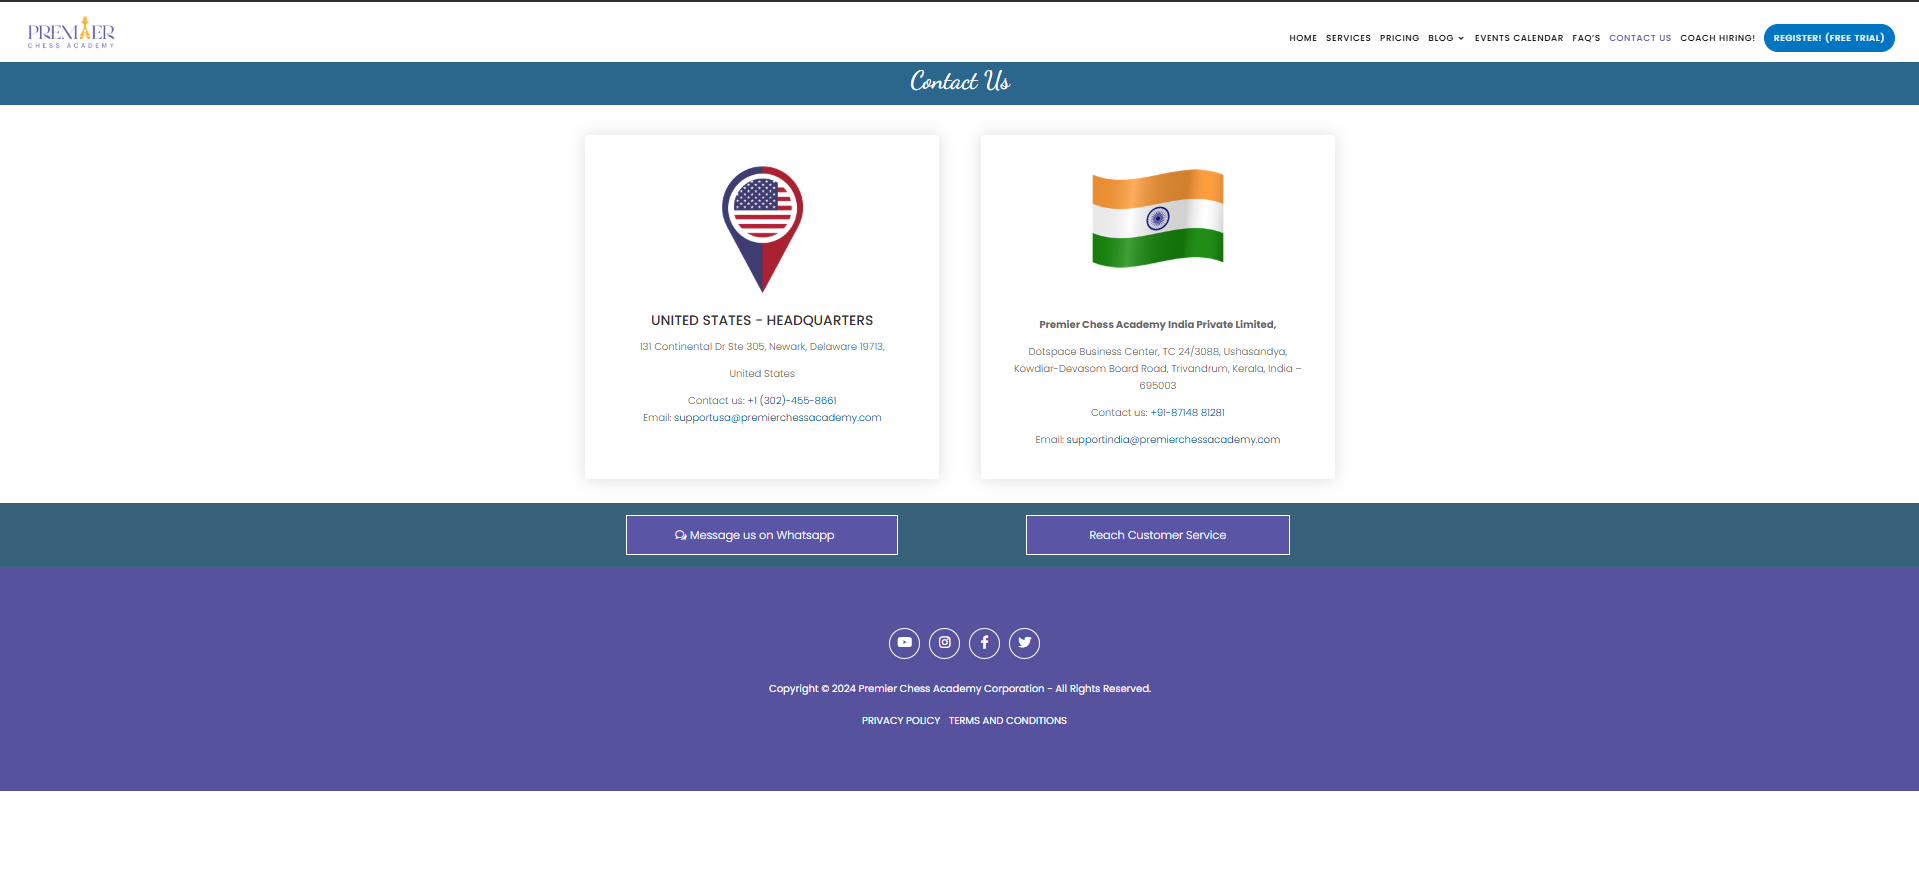 PREMIER
CHESS ACADEMY
HOME SERVICES PRICING BLOG EVENTS CALENDAR FAQ'S CONTACT US COACH HIRING! REGISTER! (FREE TRIAL)
Contact Us
UNITED STATES - HEADQUARTERS
131 Continental Dr Ste 305, Newark, Delaware 19713,
United States
Contact us: +1 (302)-455-8661
Email: supportusa@premierchessacademy.com
Premier Chess Academy India Private Limited,
Dotspace Business Center, TC 24/3088, Ushasandya,
Kowdiar-Devasom Board Road, Trivandrum, Kerala, India –
695003
Contact us: +91-87148 81281
Email: supportindia@premierchessacademy.com
Message us on Whatsapp
Reach Customer Service
Copyright © 2024 Premier Chess Academy Corporation - All Rights Reserved.
PRIVACY POLICY TERMS AND CONDITIONS